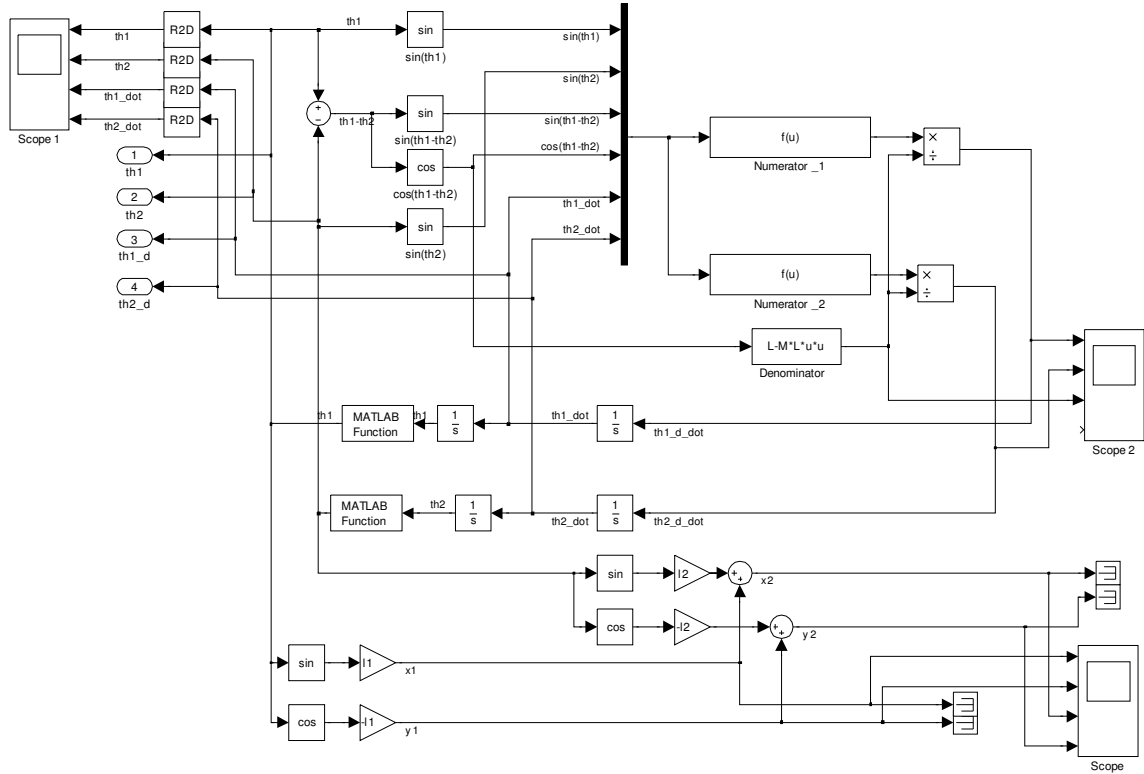 th1
R2D
th1
sin
sin(th1)
sin(th1)
th2
R2D
th1_dot
R2D
sin(th2)
th2_dot
R2D
Scope 1
+
−
th1-th2
sin
sin(th1-th2)
sin(th1-th2)
f(u)
Numerator _1
×
÷
1
th1
cos
cos(th1-th2)
cos(th1-th2)
2
th2
th1_dot
sin
sin(th2)
th2_dot
3
th1_d
4
th2_d
f(u)
Numerator _2
×
÷
L-M*L*u*u
Denominator
th1
MATLAB
Function
th1
1
s
th1_dot
1
s
th1_d_dot
Scope 2
MATLAB
Function
th2
1
s
th2_dot
1
s
th2_d_dot
sin
l2
+
+
x2
cos
-l2
+
+
y2
sin
l1
x1
cos
-l1
y1
Scope